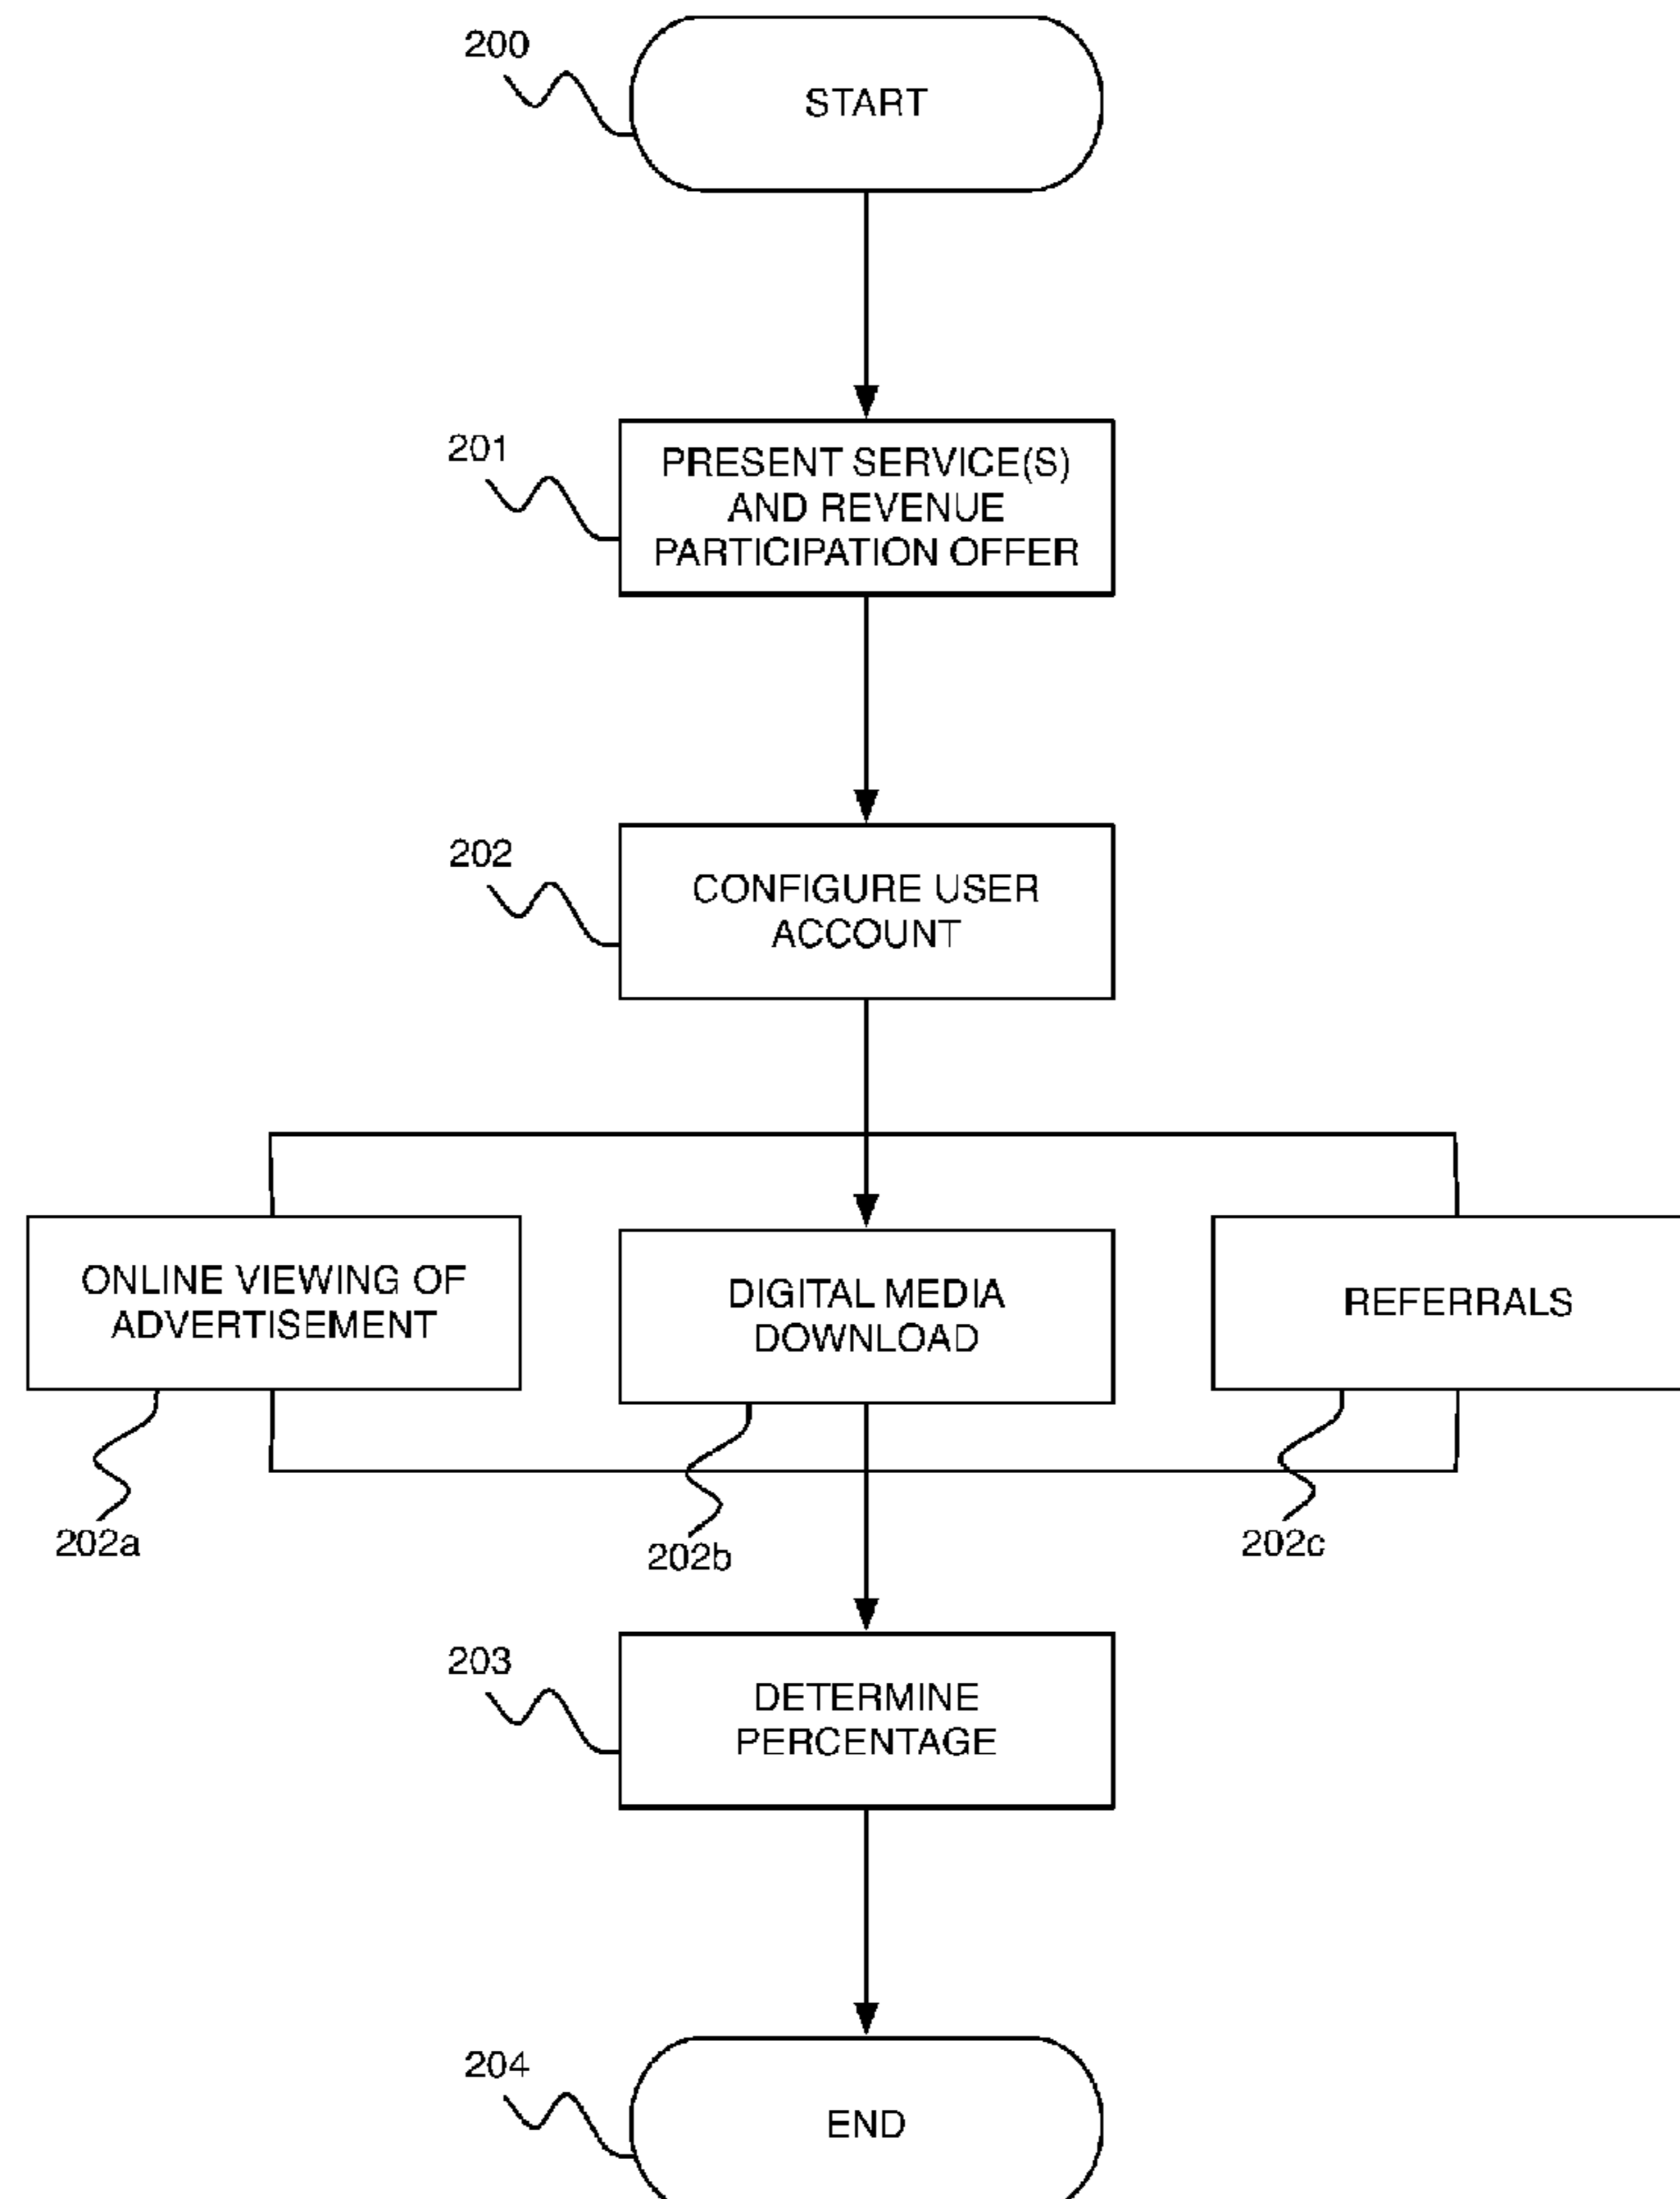 200
START
201
PRESENT SERVICE(S)
AND REVENUE
PARTICIPATION OFFER
202
CONFIGURE USER
ACCOUNT
ONLINE VIEWING OF
ADVERTISEMENT
DIGITAL MEDIA
DOWNLOAD
REFERRALS
202a
202b
202c
203
DETERMINE
PERCENTAGE
204
END